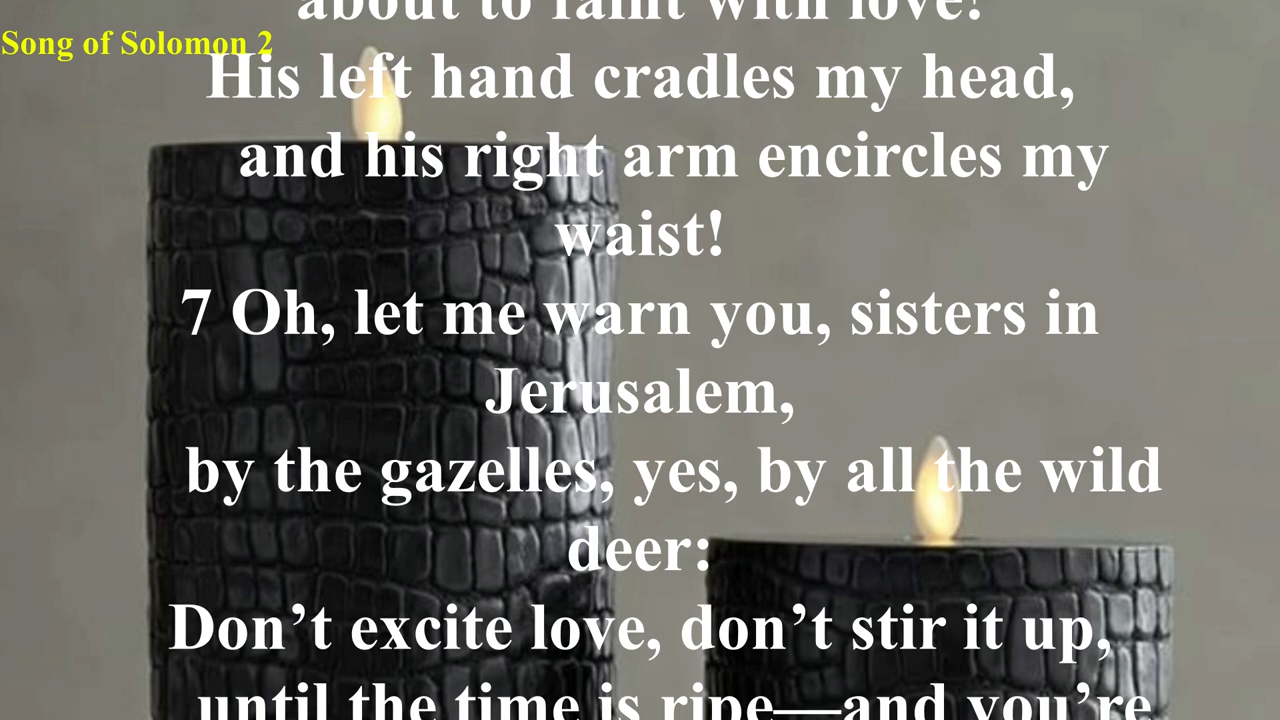 about to faint with love!
Song of Solomon 2
His left hand cradles my head,
and his right arm encircles my
waist!
7 Oh, let me warn you, sisters in
Jerusalem,
by the gazelles, yes, by all the wild
deer:
Don’t excite love, don’t stir it up,
until the time is ripe—and you’re